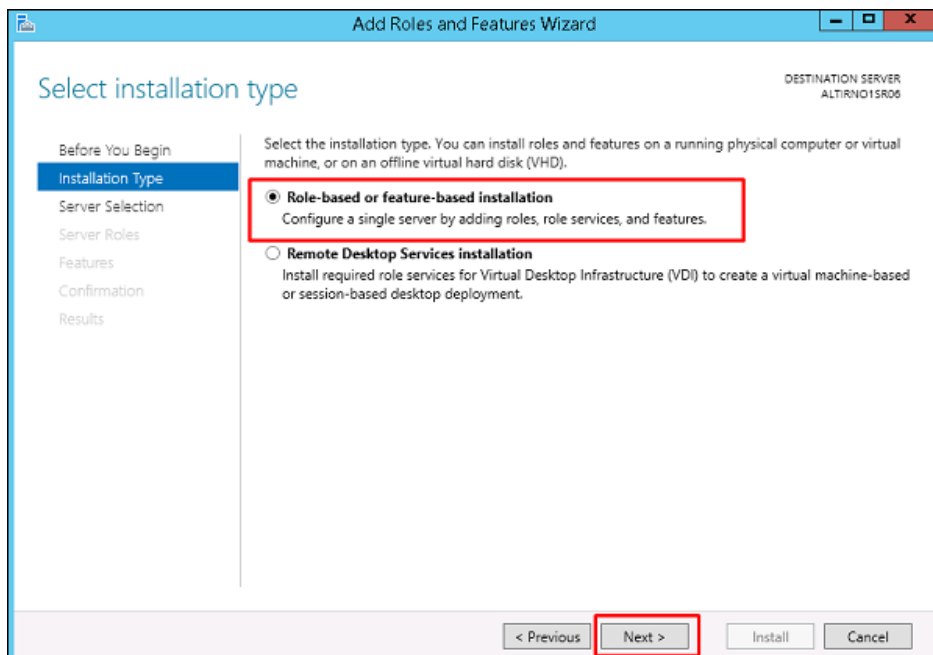 Add Roles and Features Wizard
Select installation type
DESTINATION SERVER
ALTIRNO1SR06
Before You Begin
Installation Type
Server Selection
Server Roles
Features
Confirmation
Results
Select the installation type. You can install roles and features on a running physical computer or virtual
machine, or on an offline virtual hard disk (VHD).
Role-based or feature-based installation
Configure a single server by adding roles, role services, and features.
Remote Desktop Services installation
Install required role services for Virtual Desktop Infrastructure (VDI) to create a virtual machine-based
or session-based desktop deployment.
< Previous
Next >
Install
Cancel